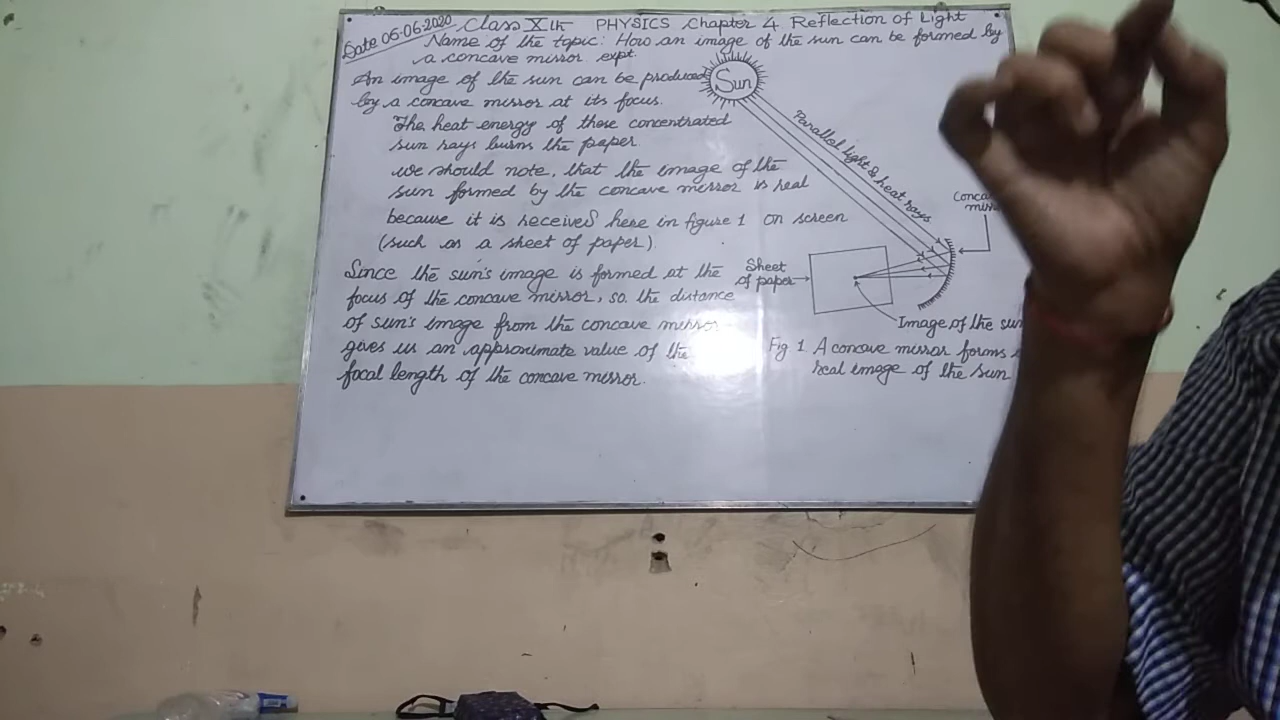 Date 05-06-2020 Class Xth PHYSICS Chapter 4 Reflection of Light
Name of the topic: How an image of the sun can be formed by
a concave mirror expt.
An image of the sun can be produced
by a concave mirror at its focus.
The heat energy of these concentrated
sun rays burns the paper.
we should note, that the image of the
sun formed by the concave mirror is real
because it is received here in figure 1 on screen
(such as a sheet of paper).
Since the sun's image is formed at the
focus of the concave mirror, so the distance
of sun's image from the concave mirror
gives us an approximate value of the
focal length of the concave mirror.
Sun
Parallel light & heat rays
Sheet
of paper
Image of the sun
Fig 1 A concave mirror forms
real image of the sun